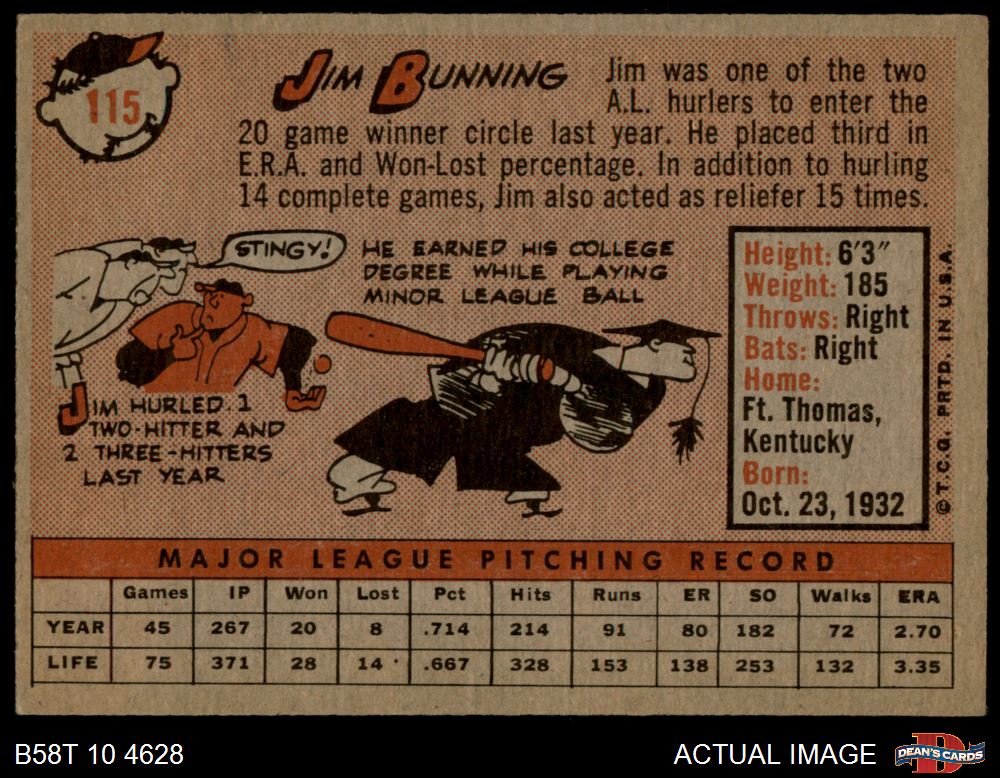 115
JIM BUNNING
Jim was one of the two
A.L. hurlers to enter the
20 game winner circle last year. He placed third in
E.R.A. and Won-Lost percentage. In addition to hurling
14 complete games, Jim also acted as reliefer 15 times.
STINGY!
JIM HURLED 1
TWO-HITTER AND
2 THREE-HITTERS
LAST YEAR
HE EARNED HIS COLLEGE
DEGREE WHILE PLAYING
MINOR LEAGUE BALL
Height: 6'3"
Weight: 185
Throws: Right
Bats: Right
Home:
Ft. Thomas,
Kentucky
Born:
Oct. 23, 1932
© T.C.G. PRTD. IN U.S.A.
MAJOR LEAGUE PITCHING RECORD
Games IP Won Lost Pct Hits Runs ER SO Walks ERA
YEAR 45 267 20 8 .714 214 91 80 182 72 2.70
LIFE 75 371 28 14 .667 328 153 138 253 132 3.35
B58T 10 4628
ACTUAL IMAGE
D
DEAN'S CARDS